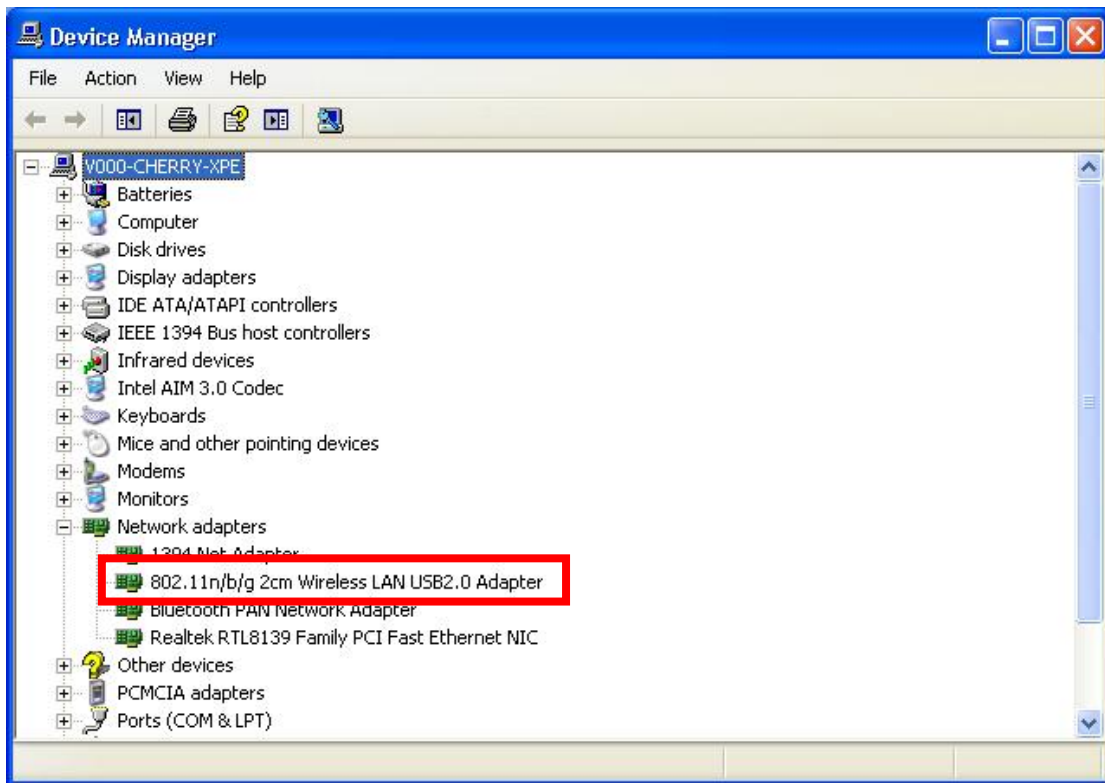 Device Manager
File Action View Help
V000-CHERRY-XPE
Batteries
Computer
Disk drives
Display adapters
IDE ATA/ATAPI controllers
IEEE 1394 Bus host controllers
Infrared devices
Intel AIM 3.0 Codec
Keyboards
Mice and other pointing devices
Modems
Monitors
Network adapters
1394 Net Adapter
802.11n/b/g 2cm Wireless LAN USB2.0 Adapter
Bluetooth PAN Network Adapter
Realtek RTL8139 Family PCI Fast Ethernet NIC
Other devices
PCMCIA adapters
Ports (COM & LPT)